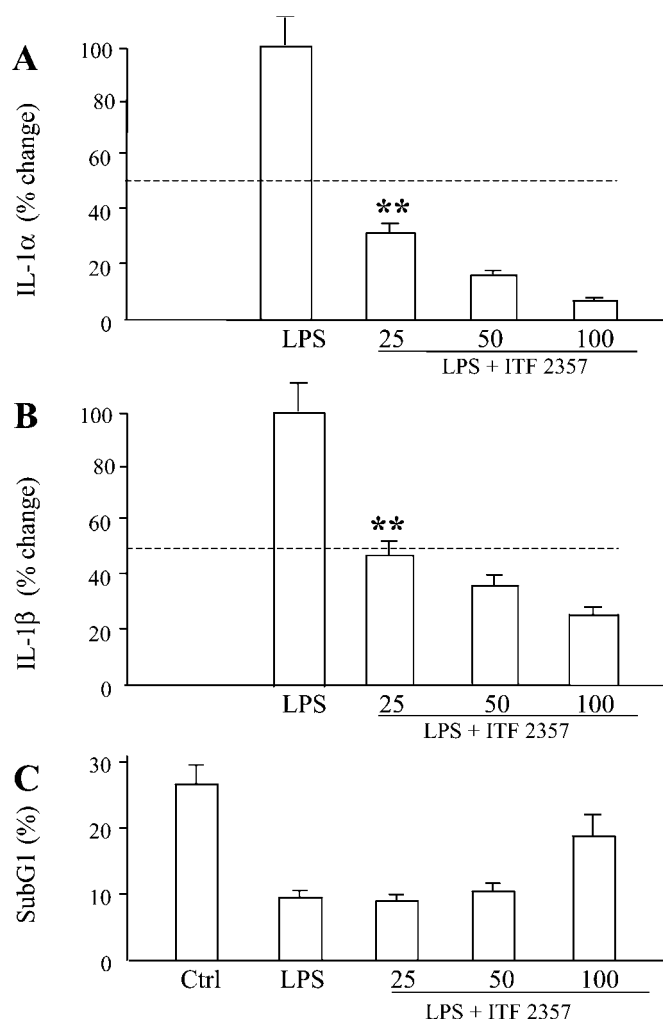 A
IL-1α (% change)
100
80
60
40
20
0
**
LPS
25
50
100
LPS + ITF 2357
B
IL-1β (% change)
100
80
60
40
20
0
**
LPS
25
50
100
LPS + ITF 2357
C
SubG1 (%)
30
20
10
0
Ctrl
LPS
25
50
100
LPS + ITF 2357